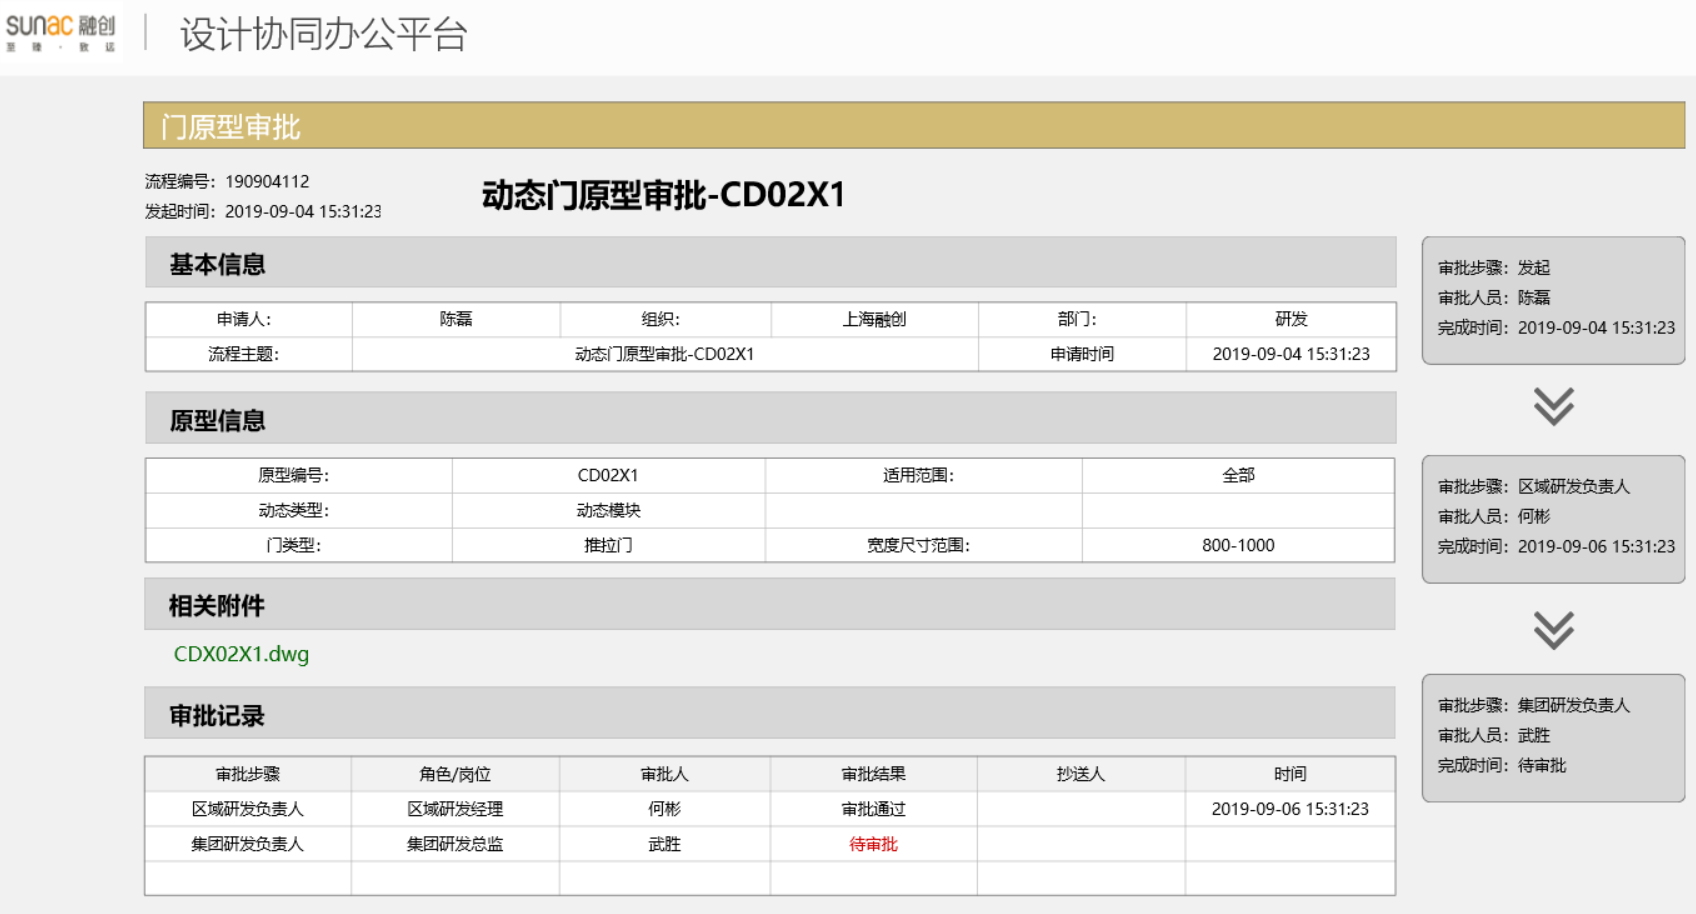 sunac 融创
至臻·致远
设计协同办公平台
门原型审批
流程编号：190904112
发起时间：2019-09-04 15:31:23
动态门原型审批-CD02X1
基本信息
申请人： 陈磊 组织： 上海融创 部门： 研发
流程主题： 动态门原型审批-CD02X1 申请时间 2019-09-04 15:31:23
原型信息
原型编号： CD02X1 适用范围： 全部
动态类型： 动态模块
门类型： 推拉门 宽度尺寸范围： 800-1000
相关附件
CDX02X1.dwg
审批记录
审批步骤 角色/岗位 审批人 审批结果 抄送人 时间
区域研发负责人 区域研发经理 何彬 审批通过 2019-09-06 15:31:23
集团研发负责人 集团研发总监 武胜 待审批
审批步骤：发起
审批人员：陈磊
完成时间：2019-09-04 15:31:23
审批步骤：区域研发负责人
审批人员：何彬
完成时间：2019-09-06 15:31:23
审批步骤：集团研发负责人
审批人员：武胜
完成时间：待审批